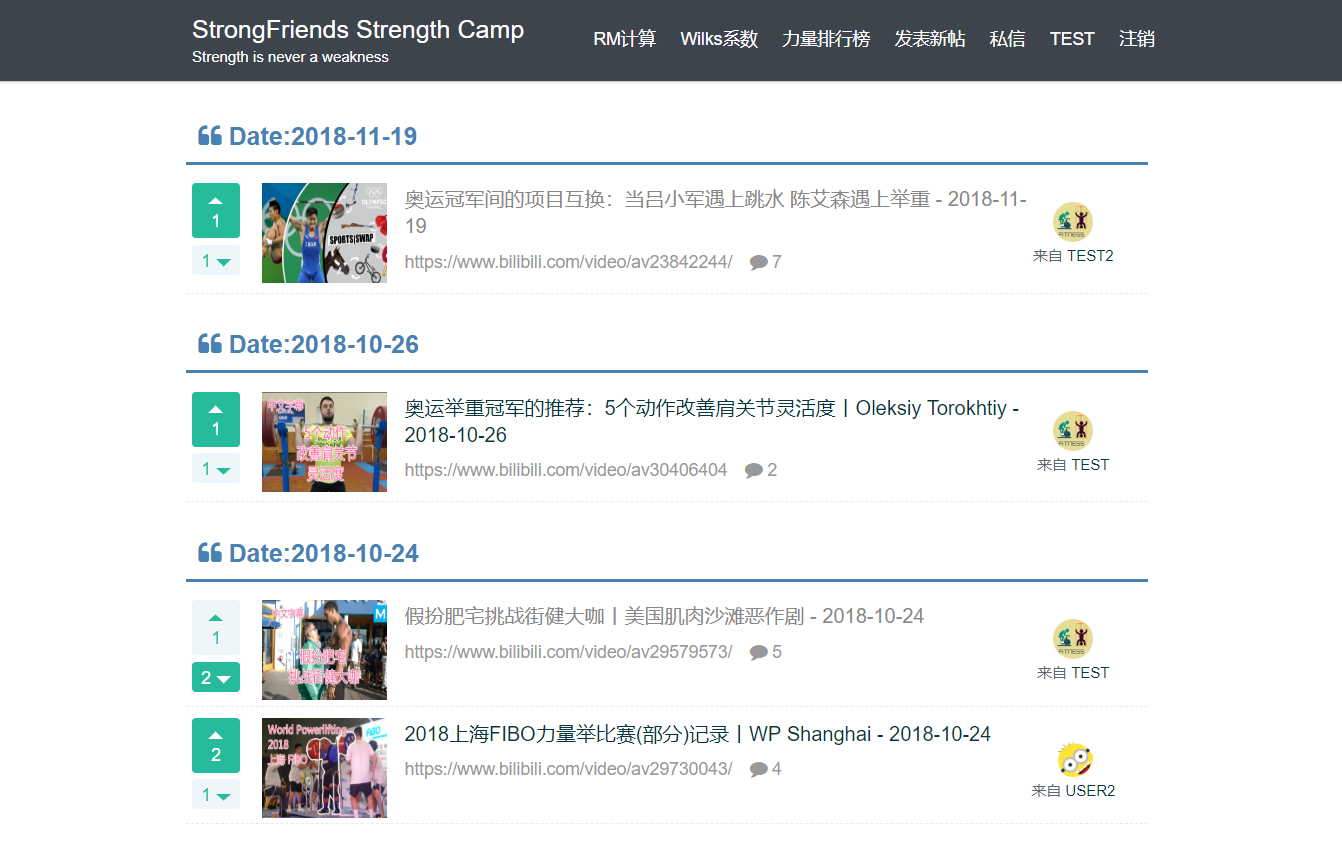 StrongFriends Strength Camp
Strength is never a weakness
RM计算 Wilks系数 力量排行榜 发表新帖 私信 TEST 注销
Date:2018-11-19
1
1
OLYMPIC
SPORTS|SWAP
奥运冠军间的项目互换：当吕小军遇上跳水 陈艾森遇上举重 - 2018-11-
19
https://www.bilibili.com/video/av23842244/ 7
FITNESS
来自 TEST2
Date:2018-10-26
1
1
中文字幕
5个动作
改善肩关节
灵活度
奥运举重冠军的推荐：5个动作改善肩关节灵活度丨Oleksiy Torokhtiy -
2018-10-26
https://www.bilibili.com/video/av30406404 2
FITNESS
来自 TEST
Date:2018-10-24
1
2
中文字幕
M
假扮肥宅
挑战街健大咖
假扮肥宅挑战街健大咖丨美国肌肉沙滩恶作剧 - 2018-10-24
https://www.bilibili.com/video/av29579573/ 5
FITNESS
来自 TEST
2
1
World Powerlifting
2018
上海 FIBO
2018上海FIBO力量举比赛(部分)记录丨WP Shanghai - 2018-10-24
https://www.bilibili.com/video/av29730043/ 4
来自 USER2